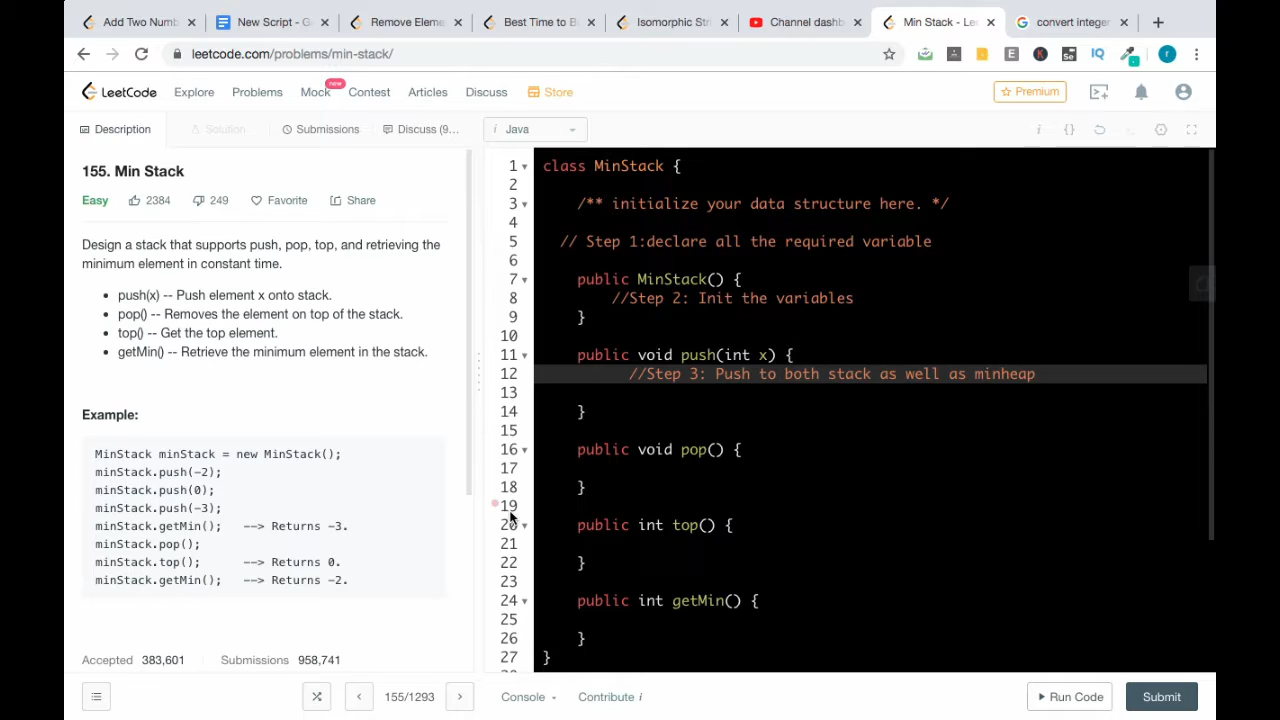 Add Two Numb
New Script - G
Remove Eleme
Best Time to B
Isomorphic Str
Channel dashb
Min Stack - Lee
convert integer
leetcode.com/problems/min-stack/
LeetCode
Explore
Problems
Mock
new
Contest
Articles
Discuss
Store
Premium
Description
Solution
Submissions
Discuss (9...
i Java
155. Min Stack
Easy
2384
249
Favorite
Share
Design a stack that supports push, pop, top, and retrieving the
minimum element in constant time.
• push(x) -- Push element x onto stack.
• pop() -- Removes the element on top of the stack.
• top() -- Get the top element.
• getMin() -- Retrieve the minimum element in the stack.
Example:
MinStack minStack = new MinStack();
minStack.push(-2);
minStack.push(0);
minStack.push(-3);
minStack.getMin();   --> Returns -3.
minStack.pop();
minStack.top();      --> Returns 0.
minStack.getMin();   --> Returns -2.
Accepted 383,601
Submissions 958,741
1 class MinStack {
2
3 /** initialize your data structure here. */
4
5 // Step 1:declare all the required variable
6
7 public MinStack() {
8 //Step 2: Init the variables
9 }
10
11 public void push(int x) {
12 //Step 3: Push to both stack as well as minheap
13
14 }
15
16 public void pop() {
17
18 }
19
20 public int top() {
21
22 }
23
24 public int getMin() {
25
26 }
27 }
155/1293
Console
Contribute i
Run Code
Submit